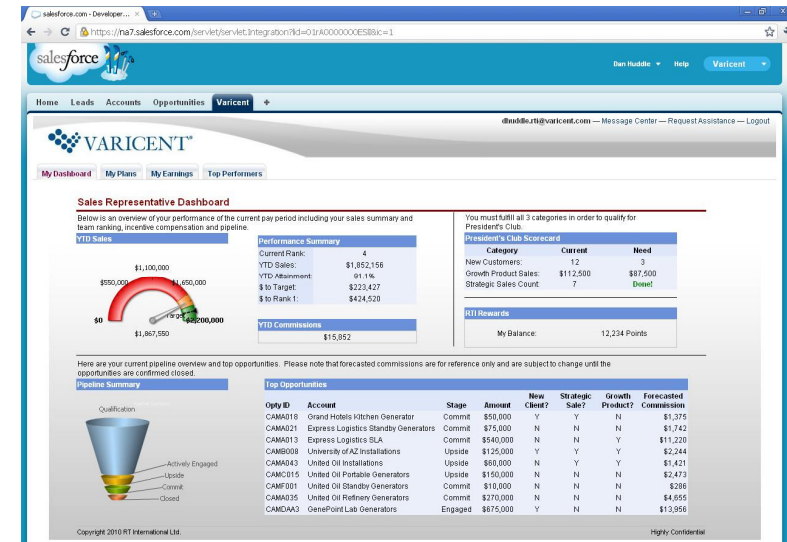 salesforce.com - Developer...
https://na7.salesforce.com/servlet/servlet.Integration?lid=01rA0000000E5B8&ic=1
salesforce
Dan Huddle Help Varicent
Home Leads Accounts Opportunities Varicent +
dhuddle.rti@varicent.com — Message Center — Request Assistance — Logout
VARICENT
My Dashboard My Plans My Earnings Top Performers
Sales Representative Dashboard
Below is an overview of your performance of the current pay period including your sales summary and
team ranking, incentive compensation and pipeline.
You must fulfill all 3 categories in order to qualify for
President's Club.
YTD Sales
$0
$550,000
$1,100,000
$1,650,000
$2,200,000
Target
$1,867,550
Performance Summary
Current Rank: 4
YTD Sales: $1,852,156
YTD Attainment: 91.1%
$ to Target: $223,427
$ to Rank 1: $424,520
YTD Commissions
$15,852
President's Club Scorecard
Category Current Need
New Customers: 12 3
Growth Product Sales: $112,500 $87,500
Strategic Sales Count: 7 Done!
RTI Rewards
My Balance: 12,234 Points
Here are your current pipeline overview and top opportunities. Please note that forecasted commissions are for reference only and are subject to change until the
opportunities are confirmed closed.
Pipeline Summary
Qualification
Actively Engaged
Upside
Commit
Closed
Top Opportunities
Opty ID Account Stage Amount New Client? Strategic Sale? Growth Product? Forecasted Commission
CAMA018 Grand Hotels Kitchen Generator Commit $50,000 Y Y N $1,375
CAMA021 Express Logistics Standby Generators Commit $75,000 N N N $1,742
CAMA013 Express Logistics SLA Commit $540,000 N N Y $11,220
CAMB008 University of AZ Installations Upside $125,000 Y N Y $2,244
CAMA043 United Oil Installations Upside $60,000 N Y Y $1,421
CAMC015 United Oil Portable Generators Upside $150,000 N N N $2,473
CAMF001 United Oil Standby Generators Commit $10,000 N N N $286
CAMA035 United Oil Refinery Generators Commit $270,000 N N N $4,655
CAMDAA3 GenePoint Lab Generators Engaged $675,000 Y N N $13,956
Copyright 2010 RT International Ltd. Highly Confidential